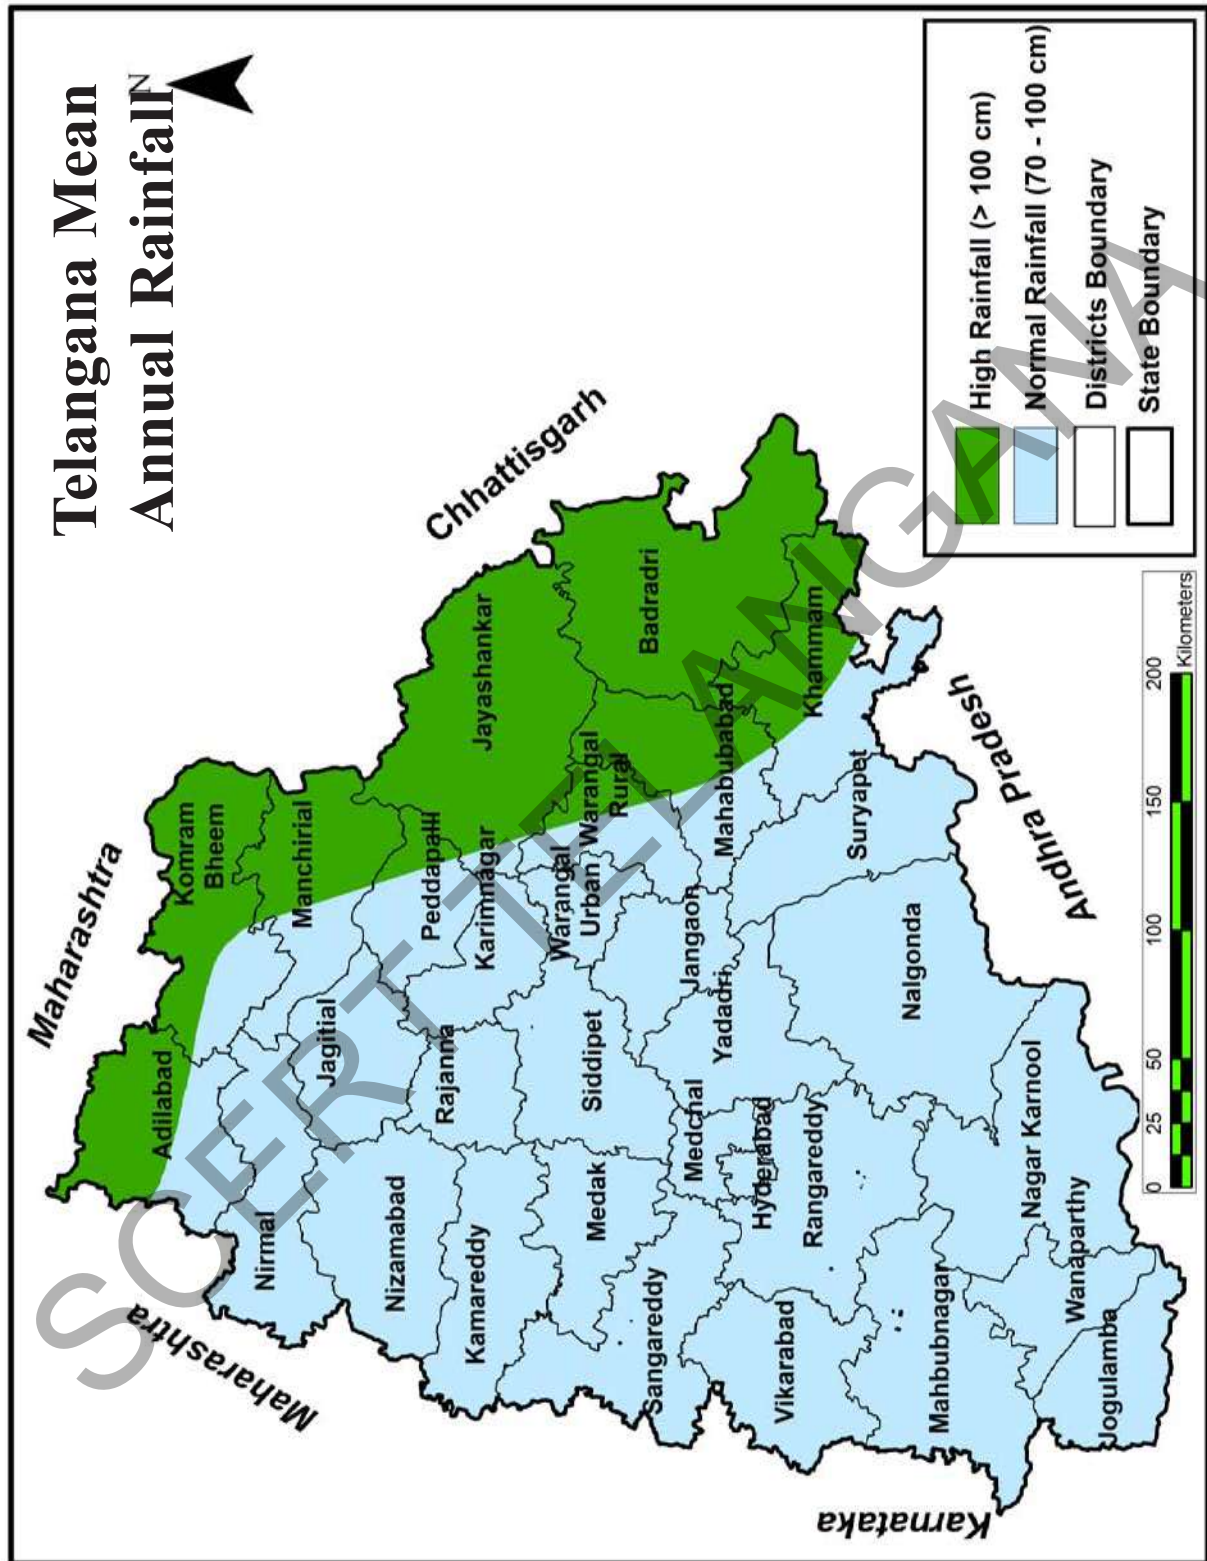 Telangana Mean
Annual Rainfall
N
Maharashtra
Maharashtra
Chhattisgarh
Andhra Pradesh
Karnataka
Adilabad
Komram
Bheem
Manchirial
Nirmal
Jagitial
Peddapalli
Jayashankar
Nizamabad
Rajanna
Karimnagar
Kamareddy
Warangal
Urban
Warangal
Rural
Badradri
Medak
Siddipet
Sangareddy
Jangaon
Mahabubabad
Medchal
Yadadri
Hyderabad
Khammam
Vikarabad
Rangareddy
Suryapet
Nalgonda
Mahbubnagar
Nagar Karnool
Wanaparthy
Jogulamba
High Rainfall (> 100 cm)
Normal Rainfall (70 - 100 cm)
Districts Boundary
State Boundary
0 25 50 100 150 200
Kilometers
SCERT TELANGANA